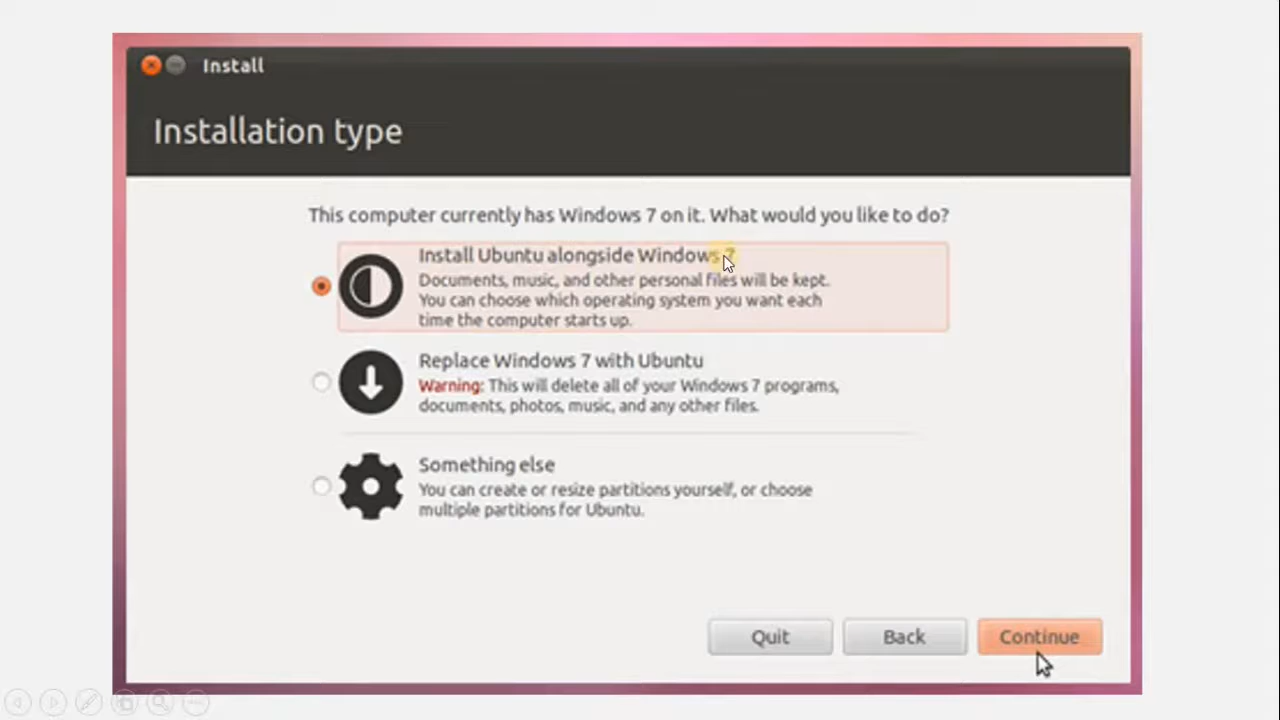 Install
Installation type
This computer currently has Windows 7 on it. What would you like to do?
Install Ubuntu alongside Windows 7
Documents, music, and other personal files will be kept.
You can choose which operating system you want each
time the computer starts up.
Replace Windows 7 with Ubuntu
Warning: This will delete all of your Windows 7 programs,
documents, photos, music, and any other files.
Something else
You can create or resize partitions yourself, or choose
multiple partitions for Ubuntu.
Quit
Back
Continue